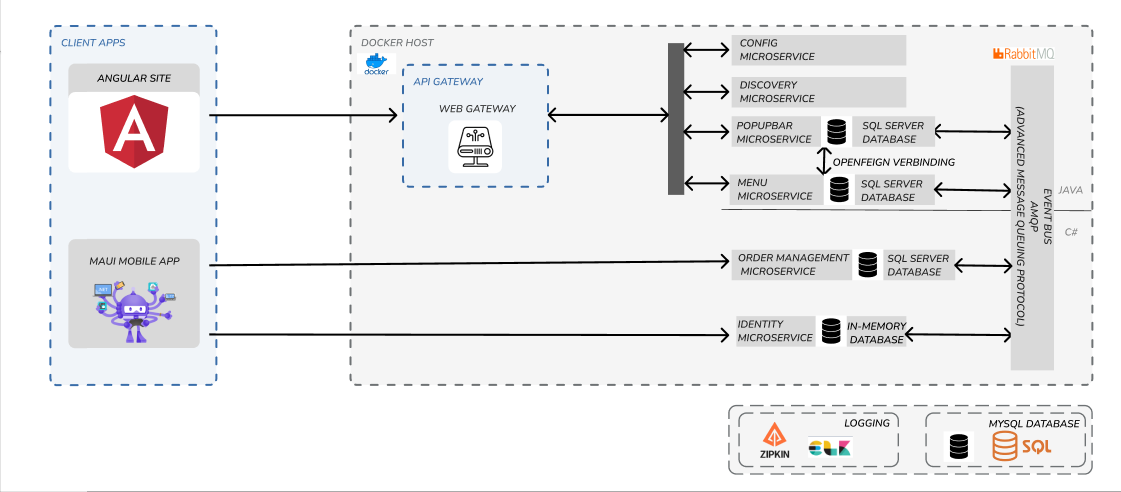 CLIENT APPS
ANGULAR SITE
MAUI MOBILE APP
DOCKER HOST
docker
API GATEWAY
WEB GATEWAY
CONFIG
MICROSERVICE
DISCOVERY
MICROSERVICE
POPUPBAR
MICROSERVICE
SQL SERVER
DATABASE
OPENFEIGN VERBINDING
MENU
MICROSERVICE
SQL SERVER
DATABASE
ORDER MANAGEMENT
MICROSERVICE
SQL SERVER
DATABASE
IDENTITY
MICROSERVICE
IN-MEMORY
DATABASE
RabbitMQ
EVENT BUS
AMQP
(ADVANCED MESSAGE QUEUING PROTOCOL)
JAVA
C#
LOGGING
ZIPKIN
ELK
MYSQL DATABASE
SQL